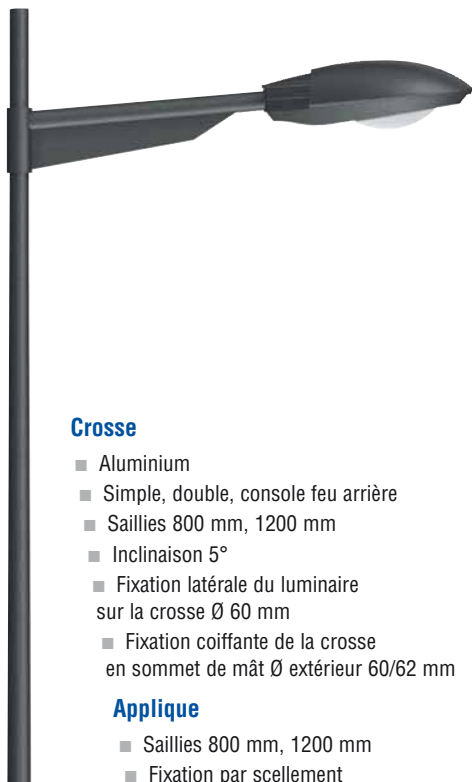 Crosse
■ Aluminium
■ Simple, double, console feu arrière
■ Saillies 800 mm, 1200 mm
■ Inclinaison 5°
■ Fixation latérale du luminaire
sur la crosse Ø 60 mm
■ Fixation coiffante de la crosse
en sommet de mât Ø extérieur 60/62 mm
Applique
■ Saillies 800 mm, 1200 mm
■ Fixation par scellement